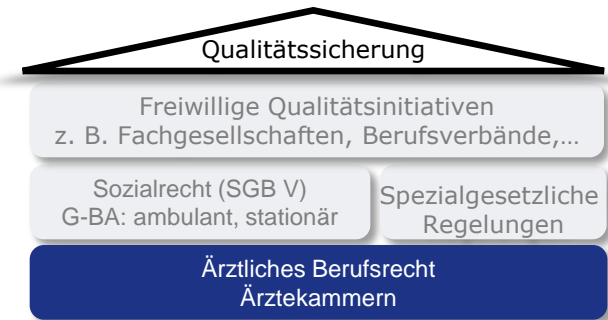 Qualitätssicherung
Freiwillige Qualitätsinitiativen
z. B. Fachgesellschaften, Berufsverbände,…
Sozialrecht (SGB V)
G-BA: ambulant, stationär
Spezialgesetzliche
Regelungen
Ärztliches Berufsrecht
Ärztekammern